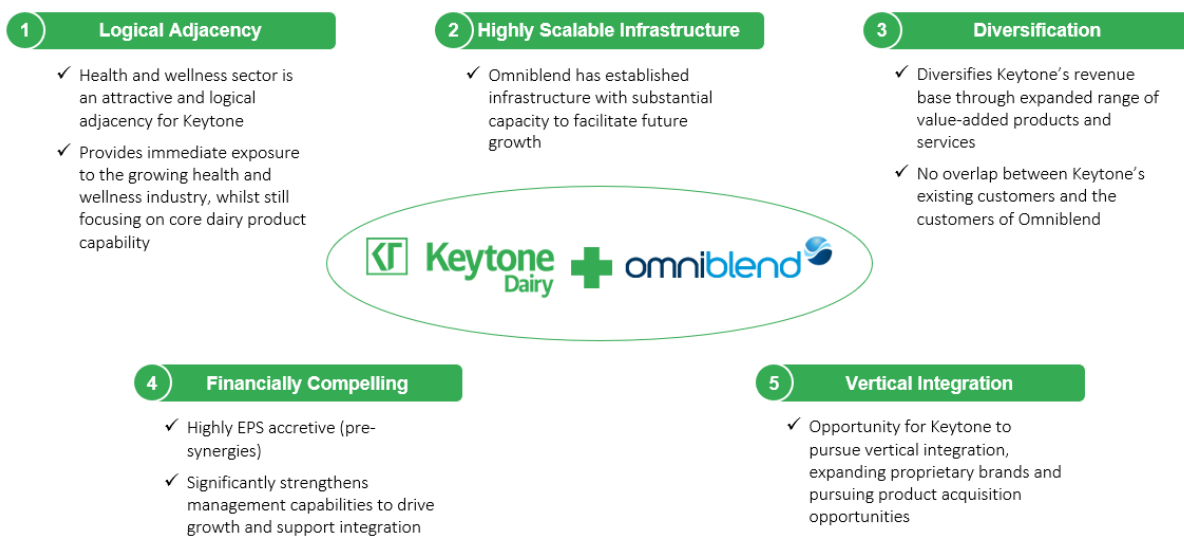 1 Logical Adjacency
✓ Health and wellness sector is
an attractive and logical
adjacency for Keytone
✓ Provides immediate exposure
to the growing health and
wellness industry, whilst still
focusing on core dairy product
capability
2 Highly Scalable Infrastructure
✓ Omniblend has established
infrastructure with substantial
capacity to facilitate future
growth
3 Diversification
✓ Diversifies Keytone's revenue
base through expanded range of
value-added products and
services
✓ No overlap between Keytone's
existing customers and the
customers of Omniblend
KT Keytone
Dairy
omniblend
4 Financially Compelling
✓ Highly EPS accretive (pre-
synergies)
✓ Significantly strengthens
management capabilities to drive
growth and support integration
5 Vertical Integration
✓ Opportunity for Keytone to
pursue vertical integration,
expanding proprietary brands and
pursuing product acquisition
opportunities